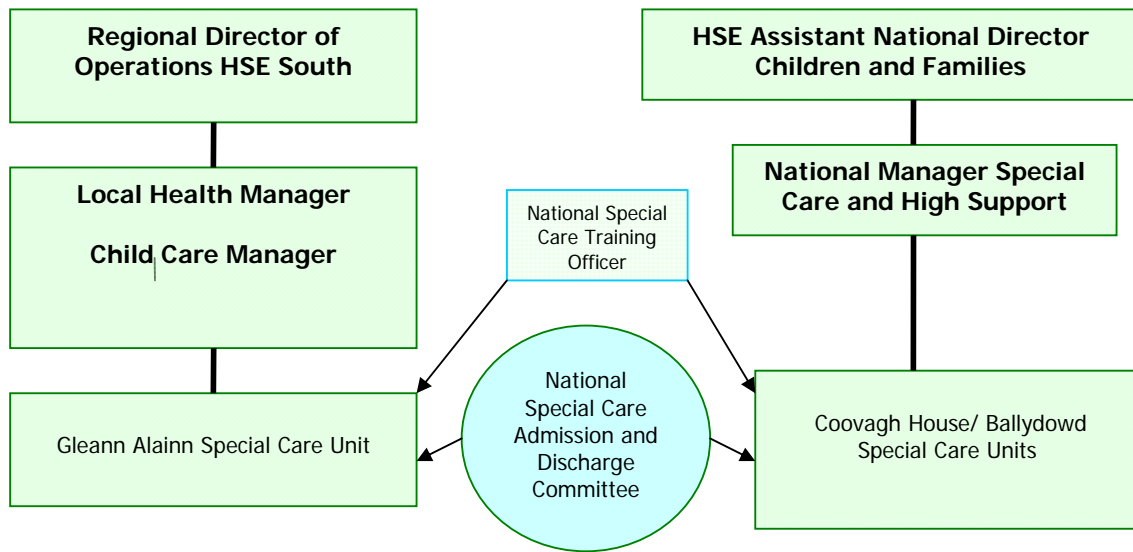 Regional Director of
Operations HSE South
HSE Assistant National Director
Children and Families
Local Health Manager
Child Care Manager
National Manager Special
Care and High Support
National Special
Care Training
Officer
Gleann Alainn Special Care Unit
National
Special Care
Admission and
Discharge
Committee
Coovagh House/ Ballydowd
Special Care Units